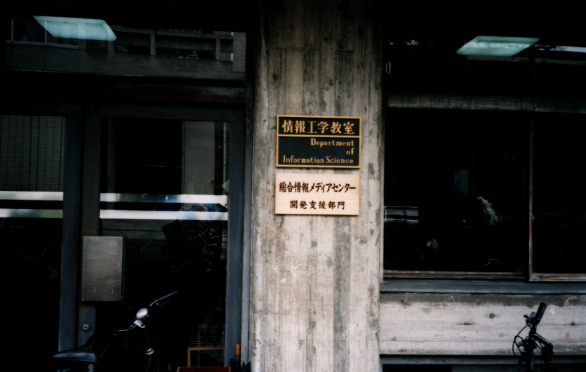 情報工学教室
Department
of
Information Science
総合情報メディアセンター
開発支援部門